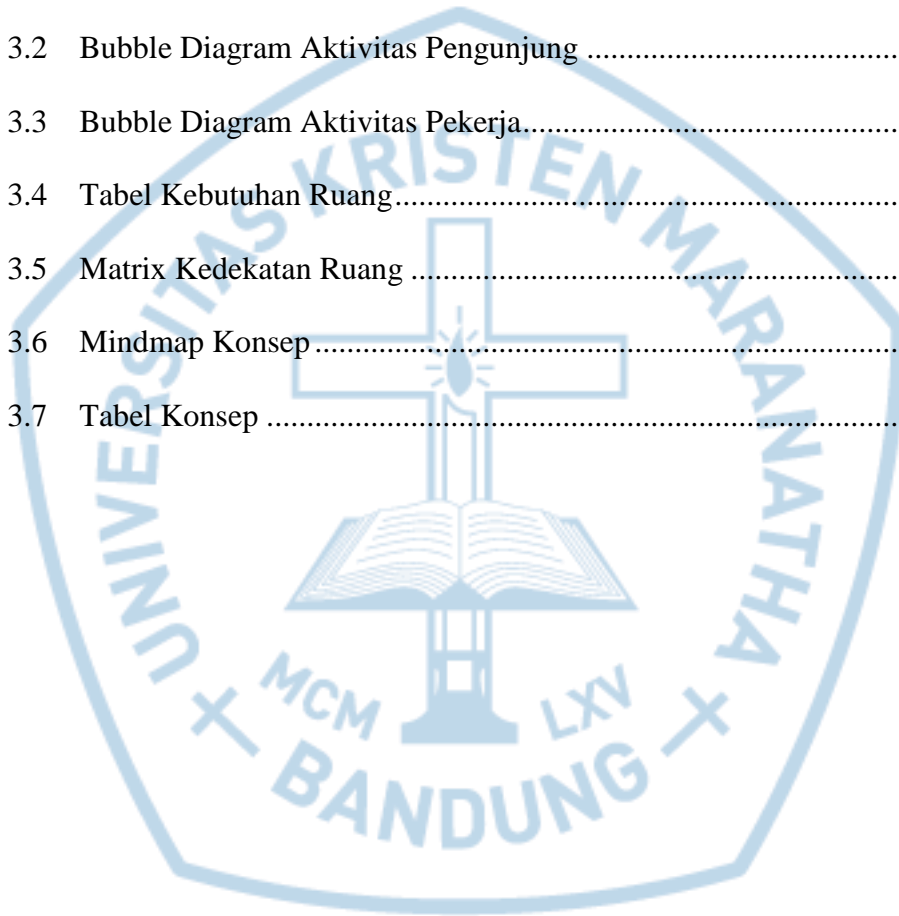 3.2 Bubble Diagram Aktivitas Pengunjung ...................................
3.3 Bubble Diagram Aktivitas Pekerja...........................................
3.4 Tabel Kebutuhan Ruang..........................................................
3.5 Matrix Kedekatan Ruang ........................................................
3.6 Mindmap Konsep....................................................................
3.7 Tabel Konsep ..........................................................................
UNIVERSITAS KRISTEN MARANATHA
MCM LXV
BANDUNG